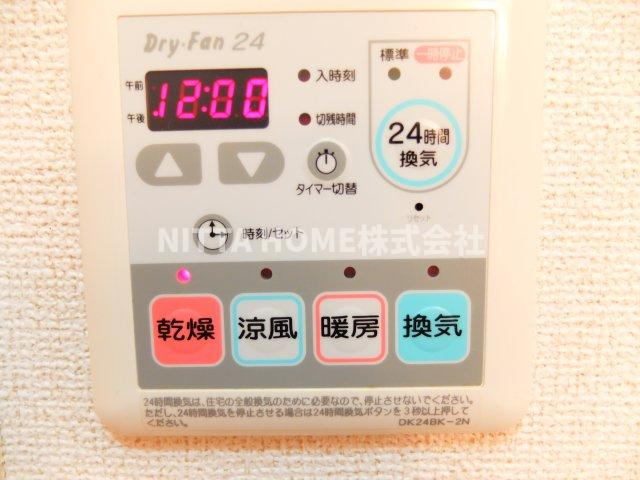 Dry・Fan 24
標準 一時停止
午前
12:00
入時刻
午後
切残時間
24時間
換気
タイマー切替
リセット
時刻/セット
NITTA HOME株式会社
乾燥 涼風 暖房 換気
24時間換気は、住宅の全般換気のために必要なので、停止させないでください。
ただし、24時間換気を停止させる場合は24時間換気ボタンを3秒以上押して
ください。
DK24BK-2N